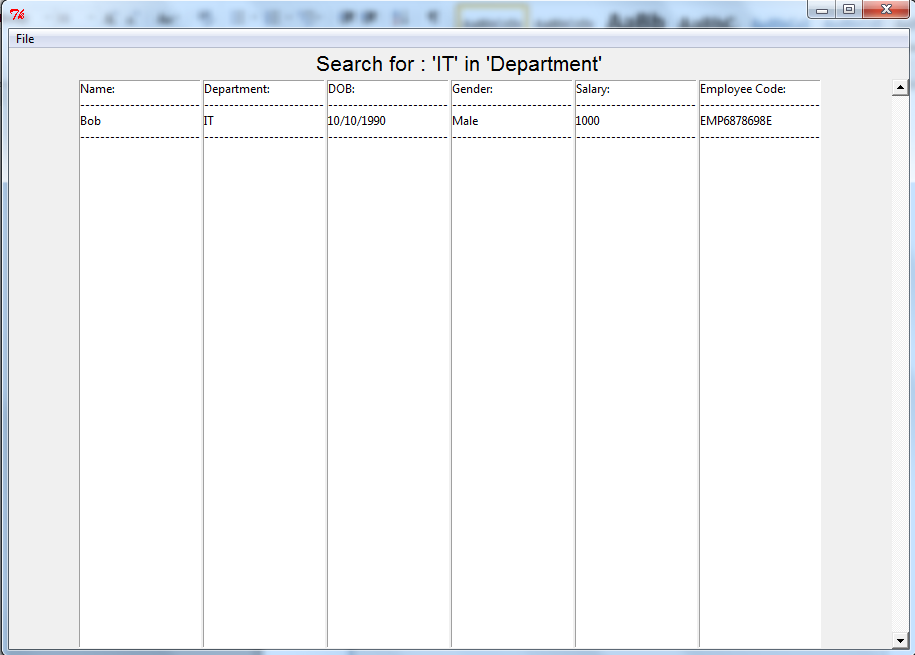 File
Search for : 'IT' in 'Department'
Name: Department: DOB: Gender: Salary: Employee Code:
Bob IT 10/10/1990 Male 1000 EMP6878698E